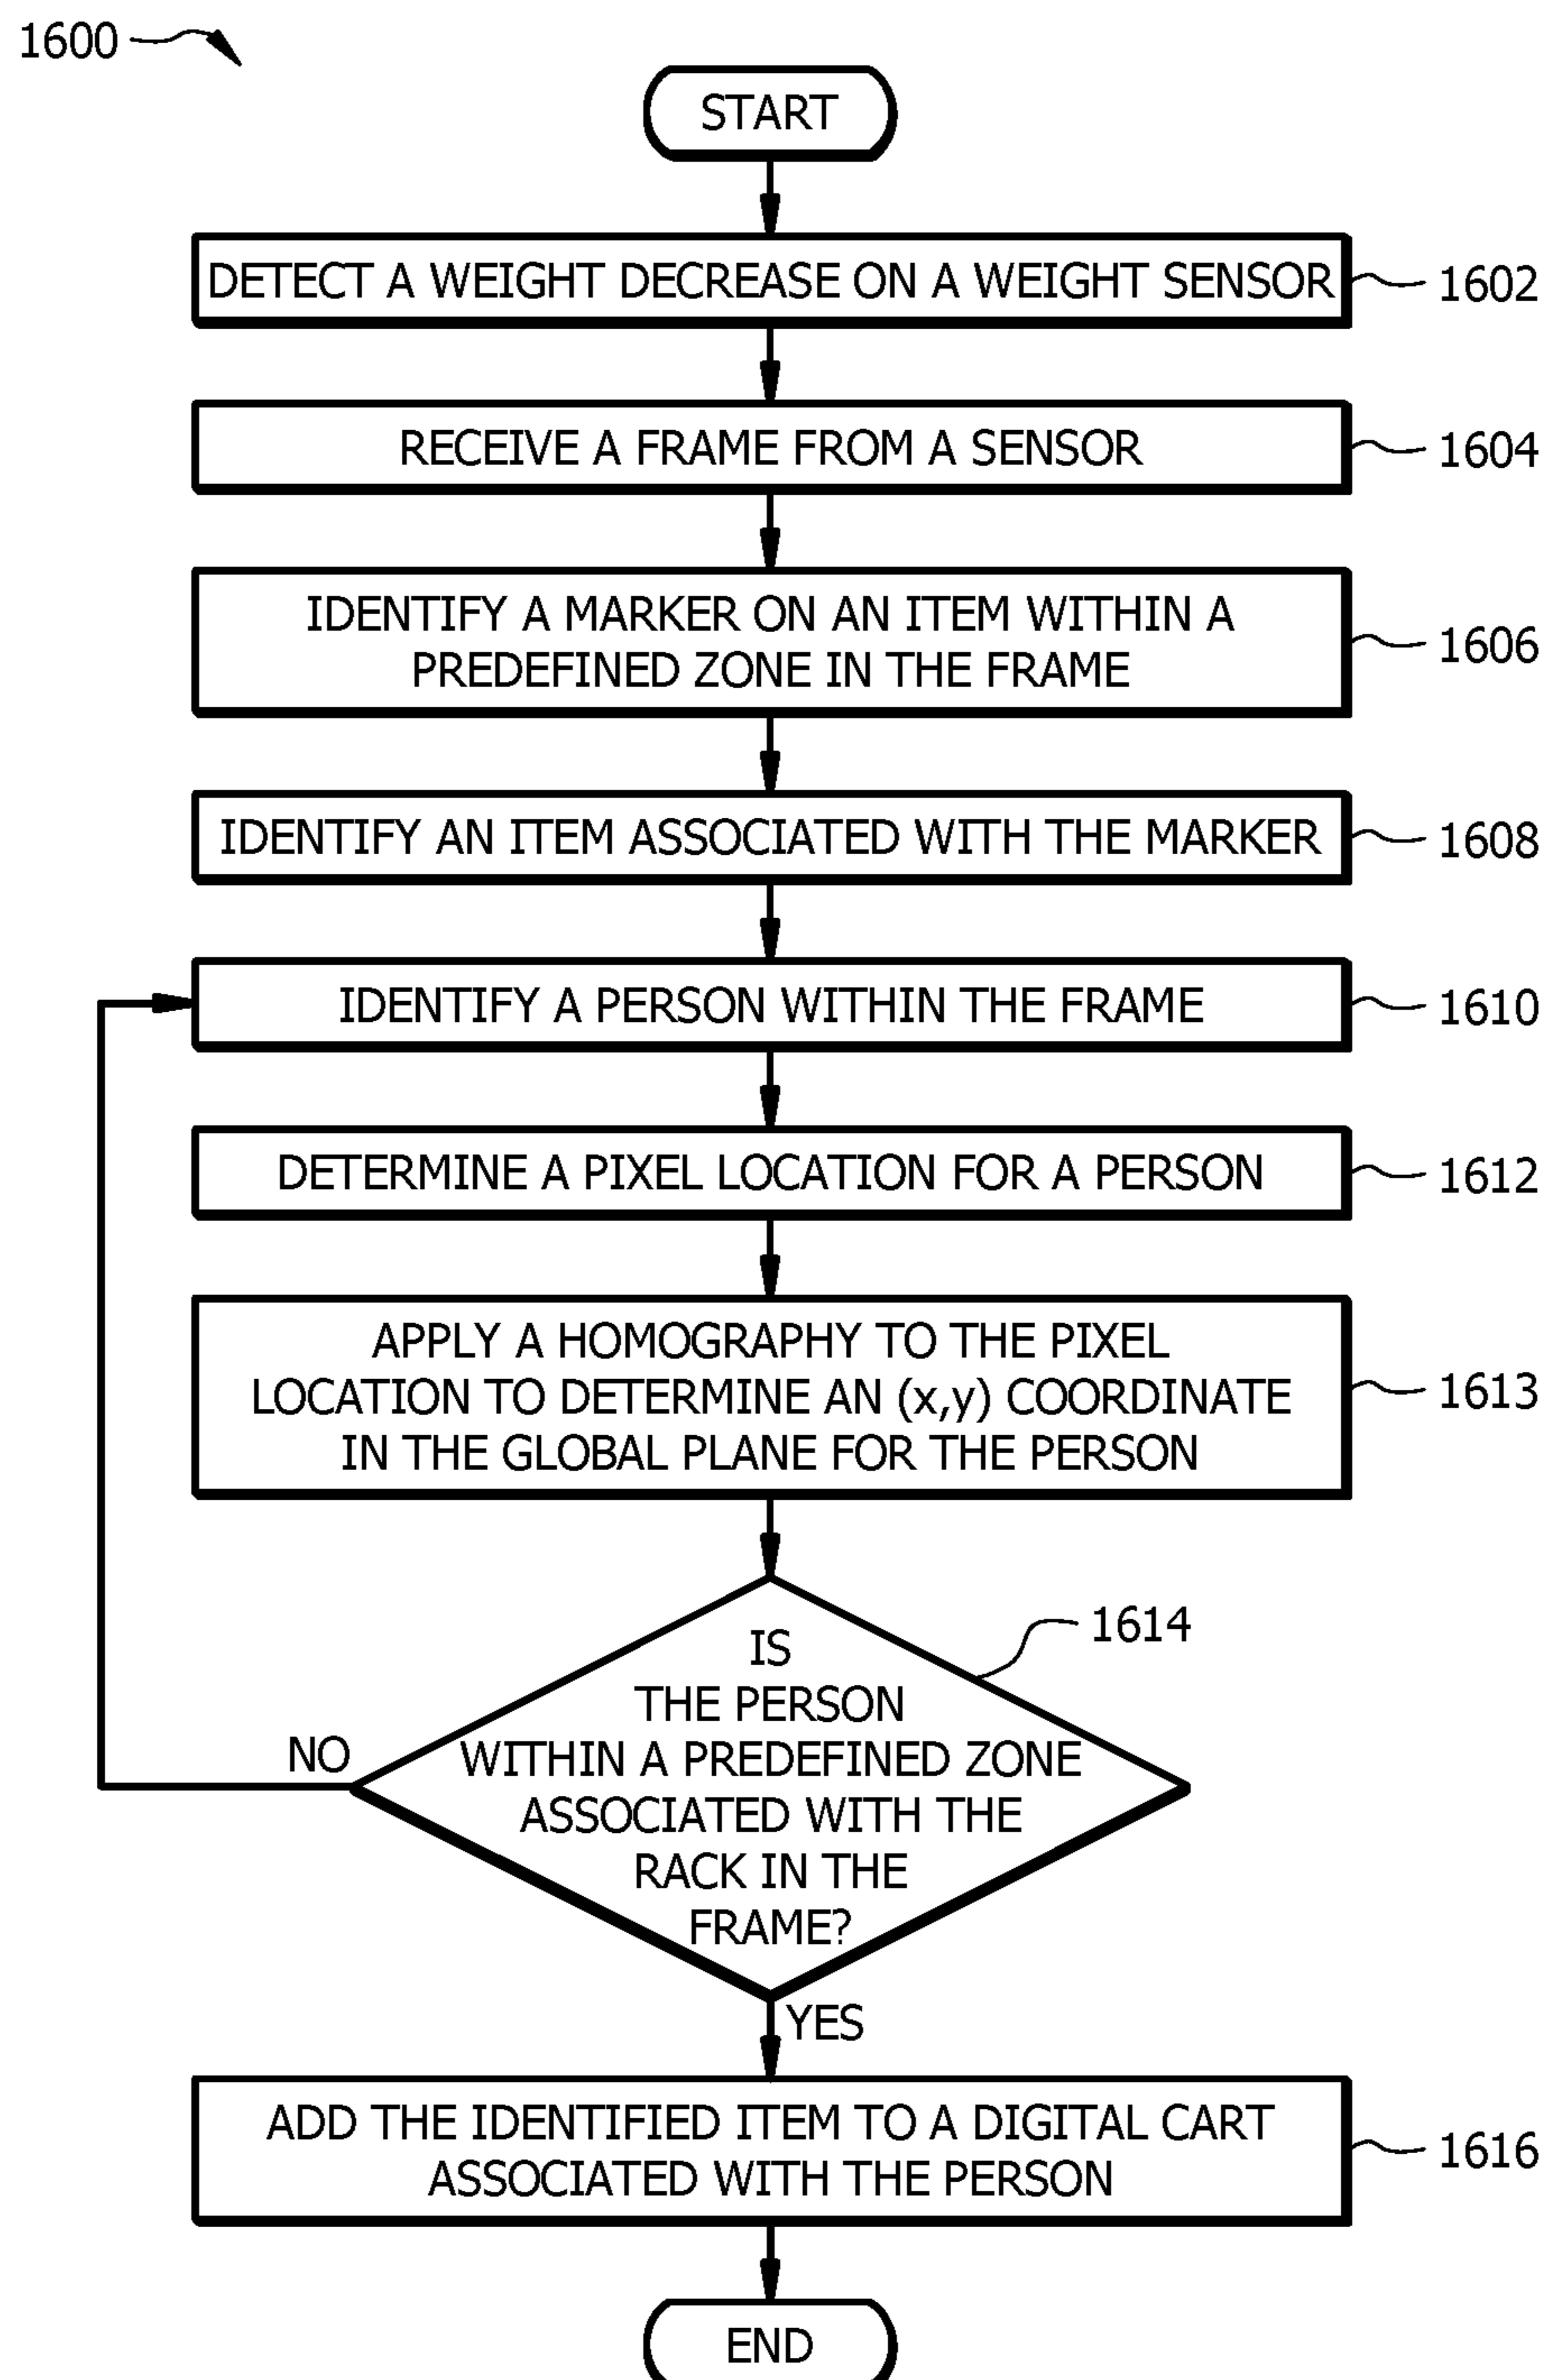 1600
START
DETECT A WEIGHT DECREASE ON A WEIGHT SENSOR
1602
RECEIVE A FRAME FROM A SENSOR
1604
IDENTIFY A MARKER ON AN ITEM WITHIN A
PREDEFINED ZONE IN THE FRAME
1606
IDENTIFY AN ITEM ASSOCIATED WITH THE MARKER
1608
IDENTIFY A PERSON WITHIN THE FRAME
1610
DETERMINE A PIXEL LOCATION FOR A PERSON
1612
APPLY A HOMOGRAPHY TO THE PIXEL
LOCATION TO DETERMINE AN (x,y) COORDINATE
IN THE GLOBAL PLANE FOR THE PERSON
1613
IS
THE PERSON
WITHIN A PREDEFINED ZONE
ASSOCIATED WITH THE
RACK IN THE
FRAME?
1614
NO
YES
ADD THE IDENTIFIED ITEM TO A DIGITAL CART
ASSOCIATED WITH THE PERSON
1616
END